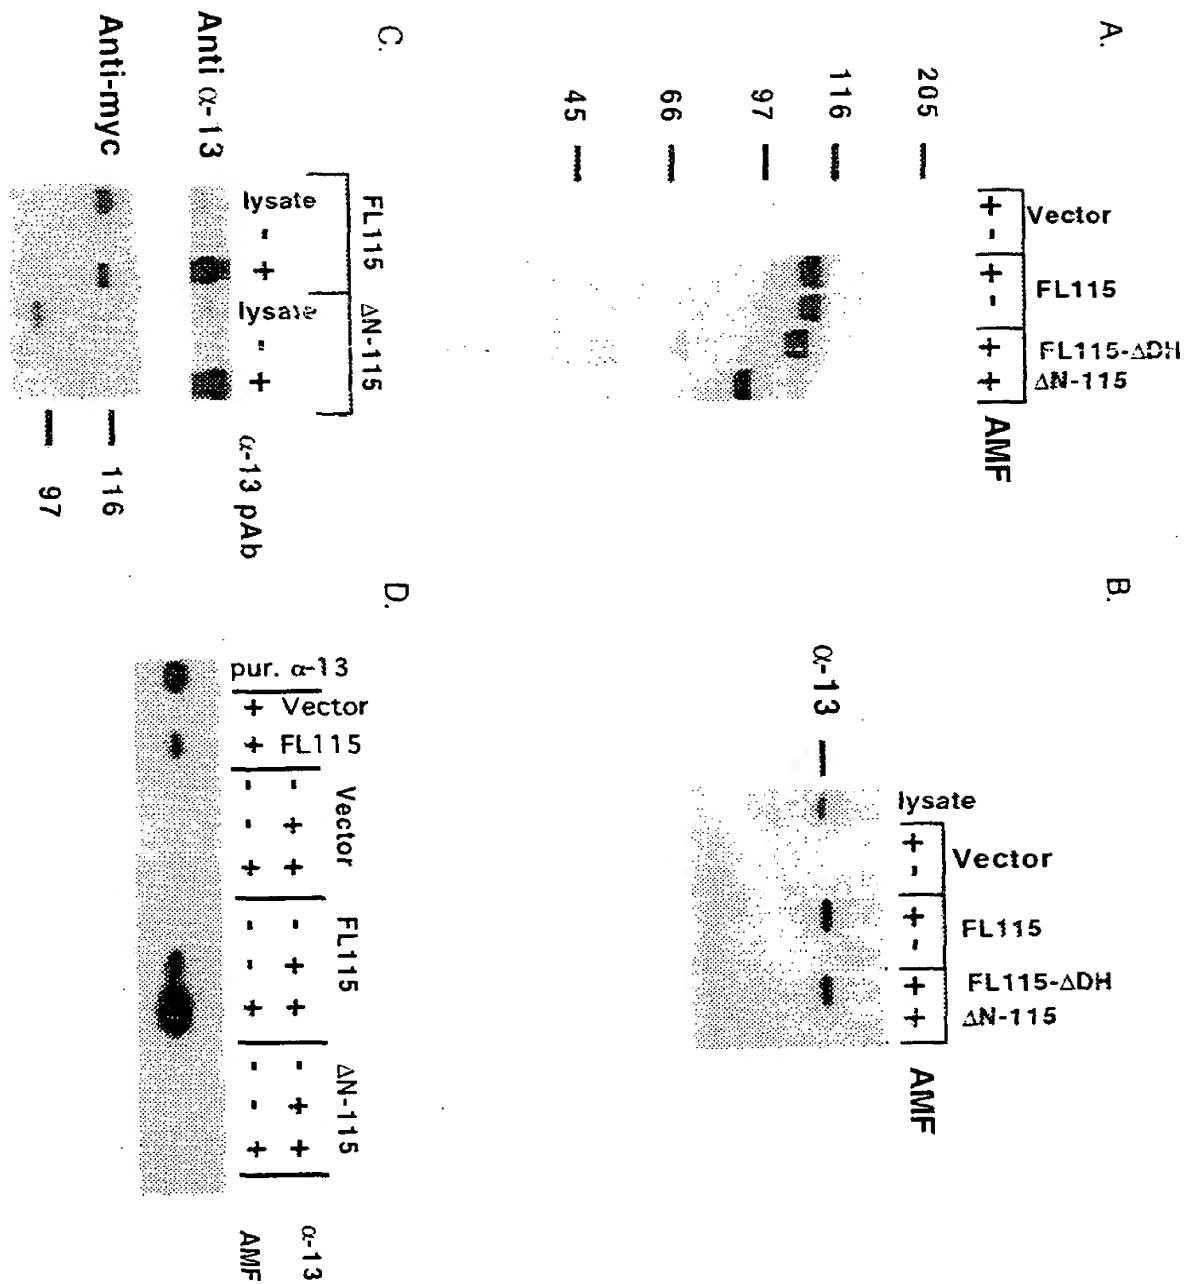 A.
Vector
FL115
FL115-ΔDH
ΔN-115
+ - + - + + AMF
205
116
97
66
45
B.
lysate
Vector
FL115
FL115-ΔDH
ΔN-115
+ - + - + + AMF
α-13
C.
FL115 ΔN-115
lysate - + lysate - + α-13 pAb
Anti α-13
Anti-myc
116
97
D.
pur. α-13
Vector
FL115
Vector FL115 ΔN-115
- + + - + + - + + α-13
+ + - - + - - + - - + AMF